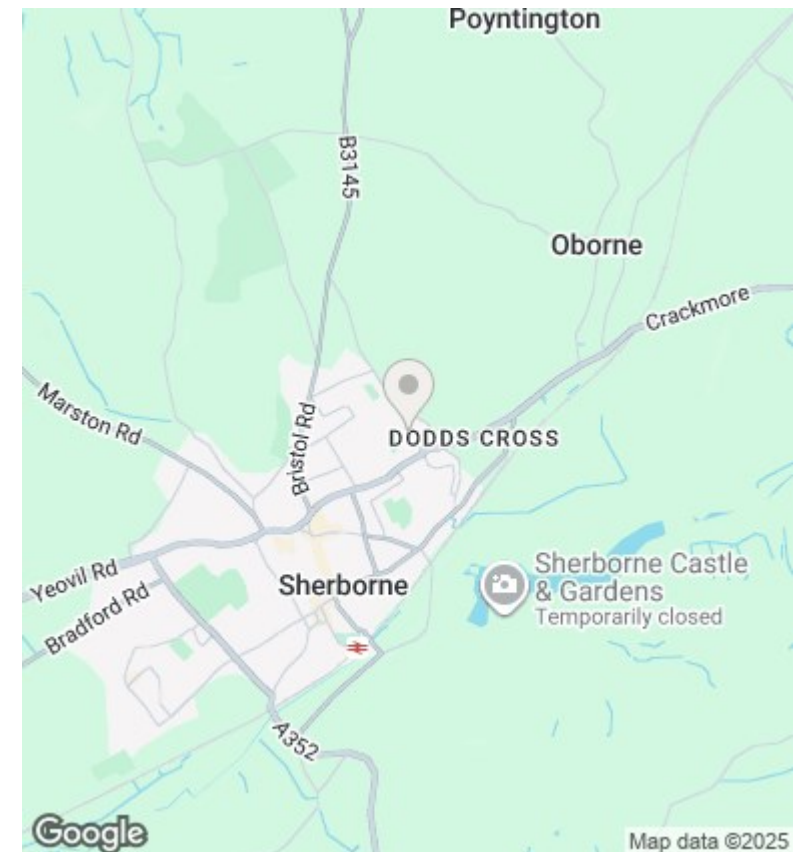 Poyntington
B3145
Oborne
Crackmore
Marston Rd
Bristol Rd
DODDS CROSS
Sherborne Castle
& Gardens
Temporarily closed
Yeovil Rd
Sherborne
Bradford Rd
A352
Google
Map data ©2025